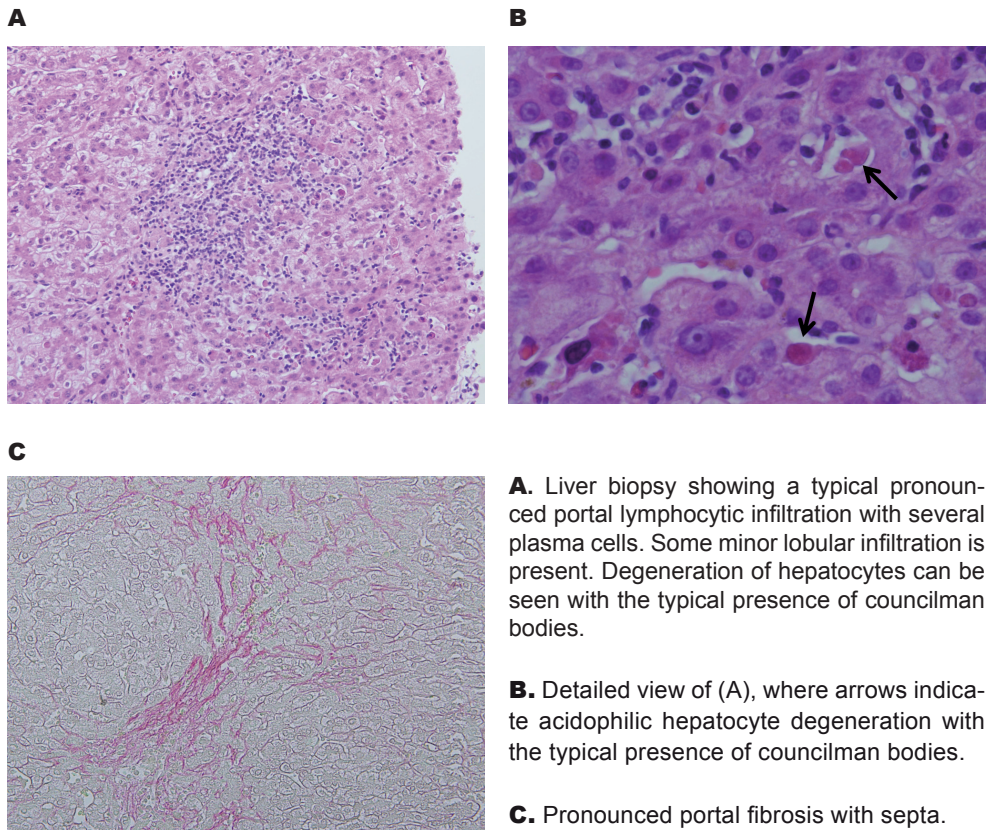 A
B
C
A. Liver biopsy showing a typical pronoun-
ced portal lymphocytic infiltration with several
plasma cells. Some minor lobular infiltration is
present. Degeneration of hepatocytes can be
seen with the typical presence of councilman
bodies.
B. Detailed view of (A), where arrows indica-
te acidophilic hepatocyte degeneration with
the typical presence of councilman bodies.
C. Pronounced portal fibrosis with septa.